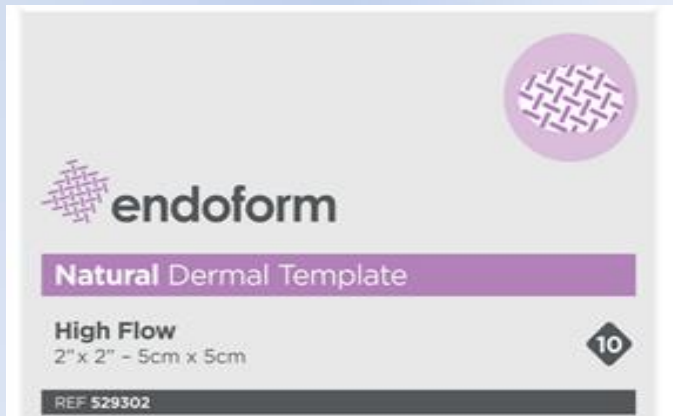 endoform
Natural Dermal Template
High Flow
2" x 2" – 5cm x 5cm
10
REF 529302